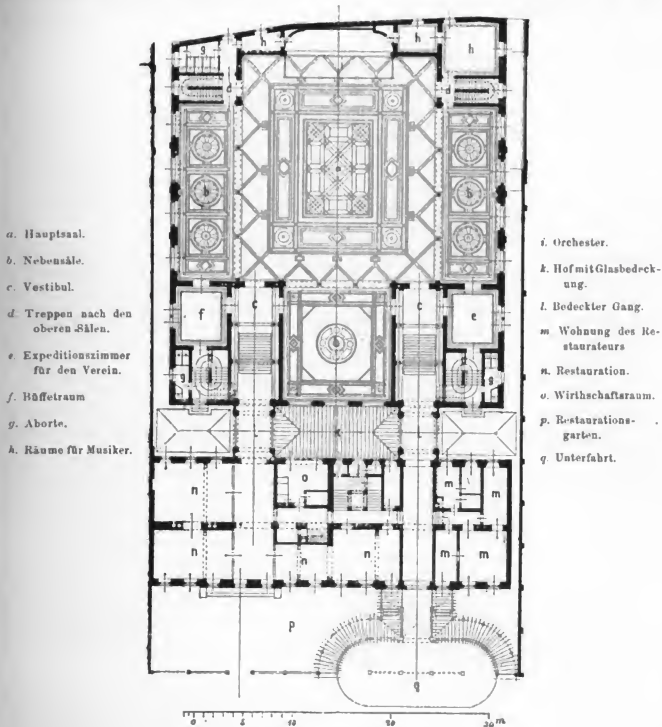 g
h
h
h
d
d
b
b
c
c
f
e
b
g
g
l
K
L
n
o
m
m
n
n
n
m
m
p
q
a. Hauptsaal.
b. Nebensäle.
c. Vestibul.
d. Treppen nach den
oberen Sälen.
e. Expeditionszimmer
für den Verein.
f. Büffetraum
g. Aborte.
h. Räume für Musiker.
i. Orchester.
k. Hof mit Glasbedeck-
ung.
l. Bedeckter Gang.
m Wohnung des Re-
staurateurs
n. Restauration.
o. Wirthschaftsraum.
p. Restaurations-
garten.
q. Unterfahrt.
0
5
10
20
30 m